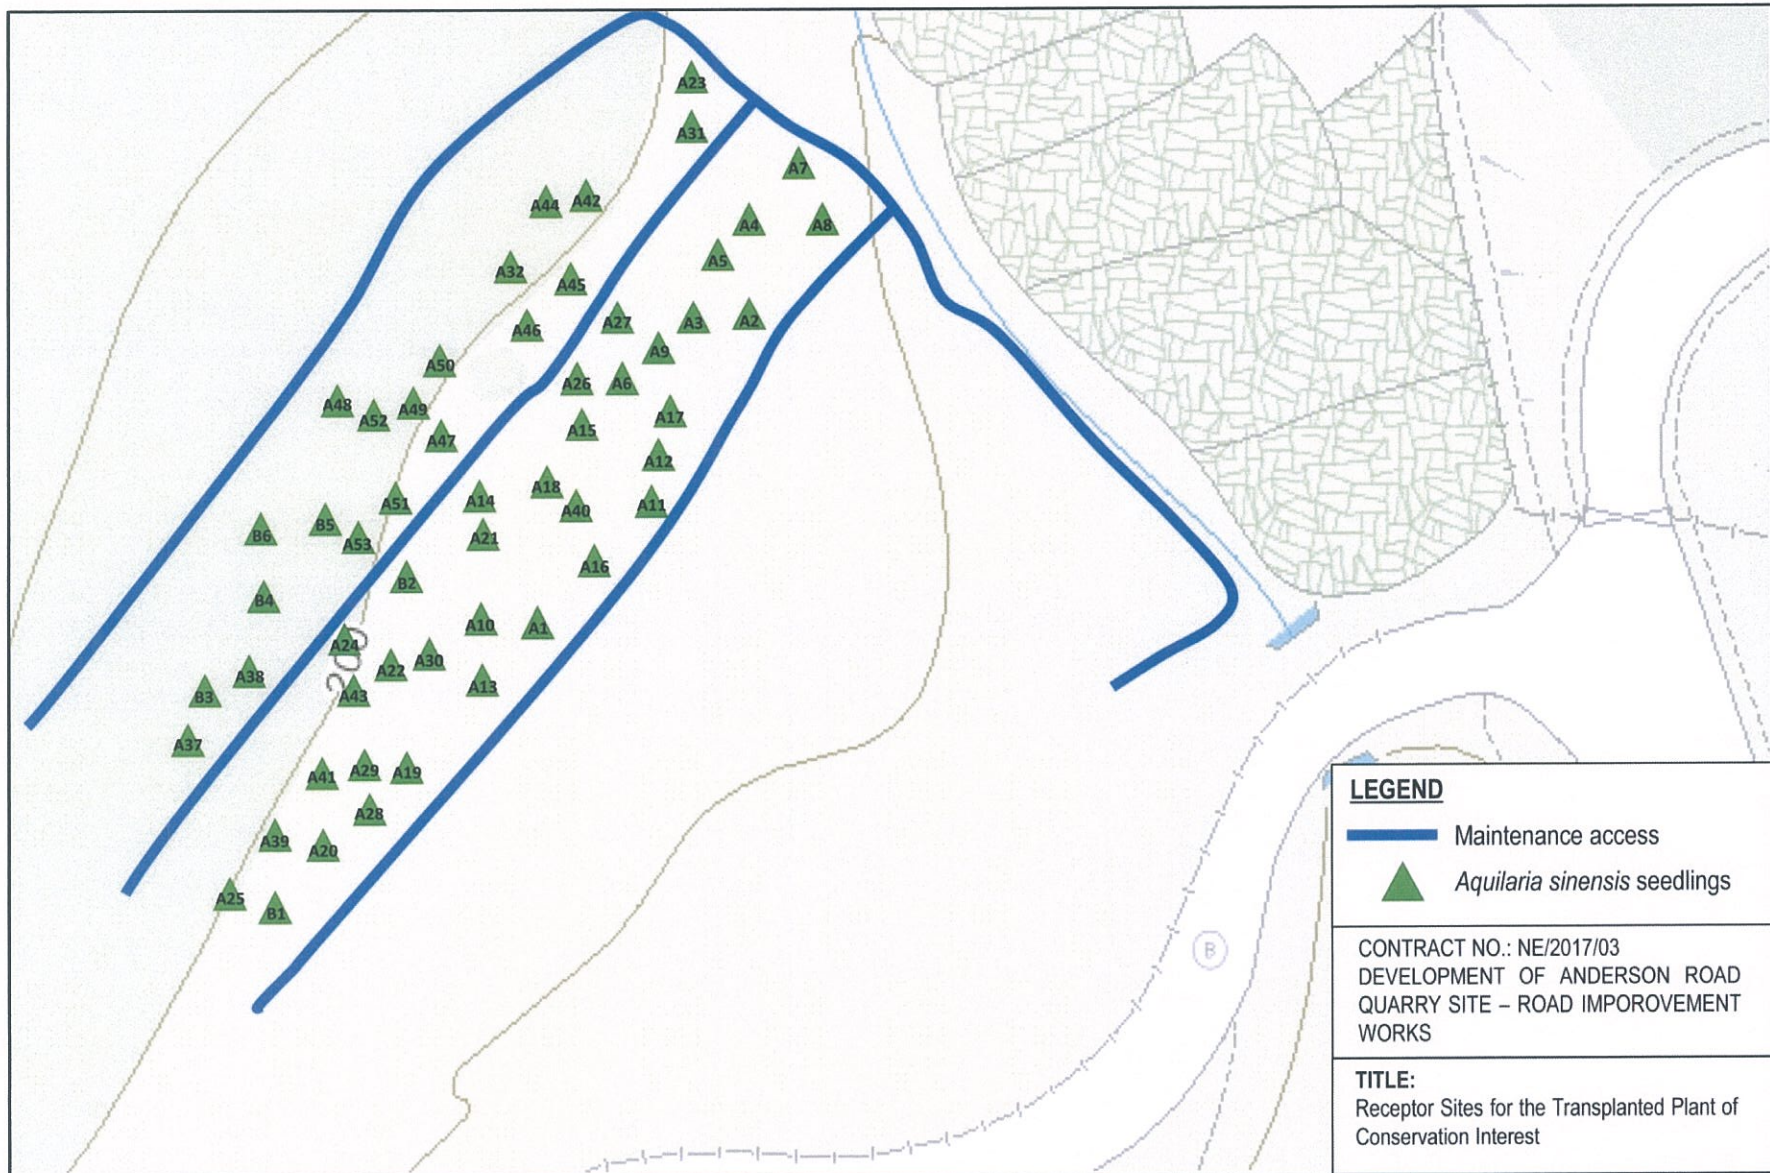 A23
A31
A7
A44 A42
A4 A8
A5
A32
A45
A27 A3 A2
A46
A9
A50
A26 A6
A48 A52 A49
A17
A15
A47
A12
A18
A51 A14
A40 A11
B6 B5
A53 A21
A16
B2
B4
A10 A1
A24
200
A22 A30
A38
A13
B3 A43
A37
A41 A29 A19
A28
A39
A20
A25
B1
B
LEGEND
Maintenance access
Aquilaria sinensis seedlings
CONTRACT NO.: NE/2017/03
DEVELOPMENT OF ANDERSON ROAD
QUARRY SITE – ROAD IMPOROVEMENT
WORKS
TITLE:
Receptor Sites for the Transplanted Plant of
Conservation Interest